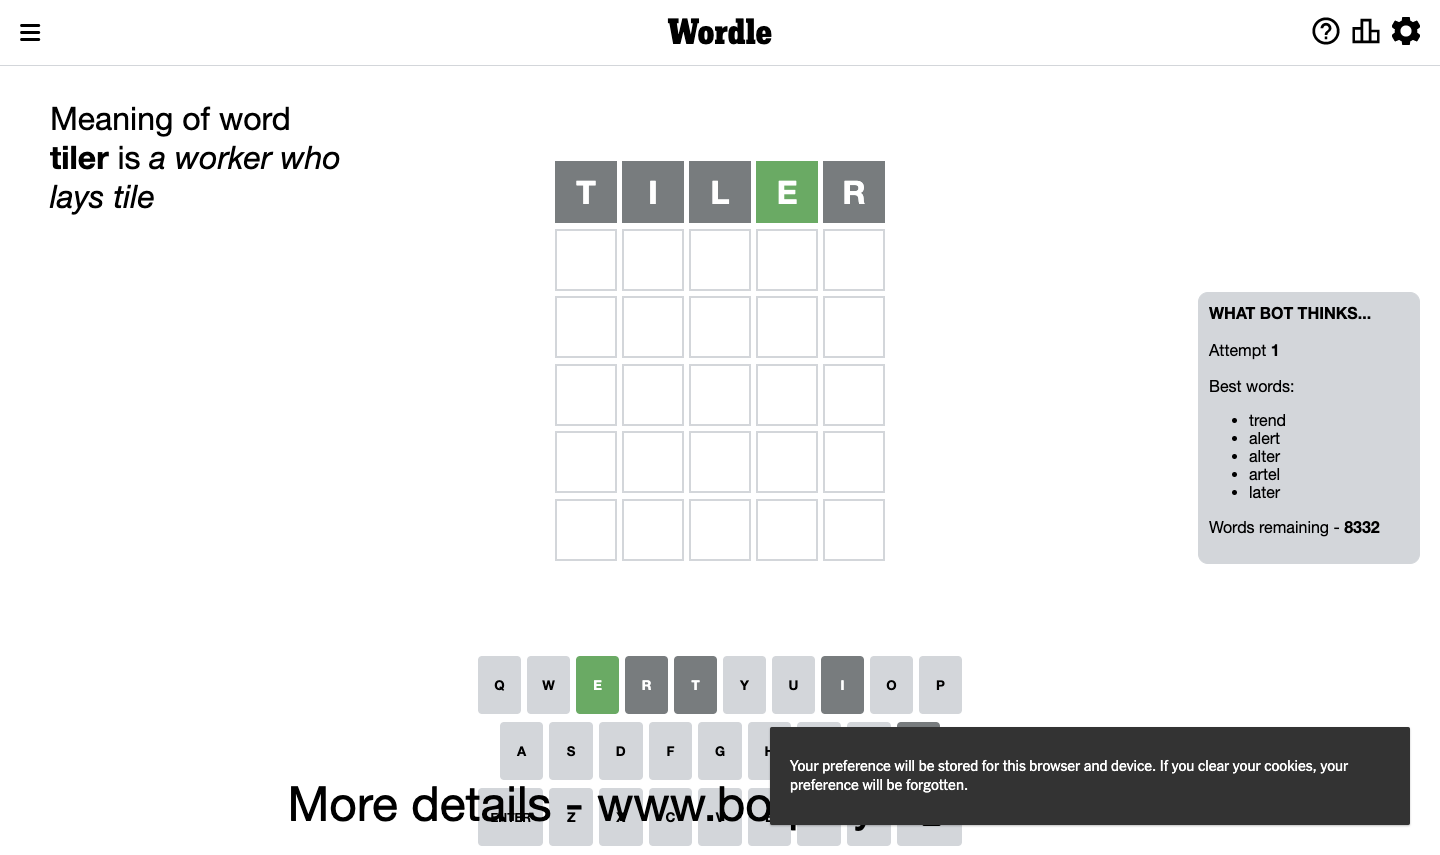 Wordle
Meaning of word
tiler is a worker who
lays tile
T I L E R
WHAT BOT THINKS...
Attempt 1
Best words:
• trend
• alert
• alter
• artel
• later
Words remaining - 8332
Q W E R T Y U I O P
A S D F G H
Your preference will be stored for this browser and device. If you clear your cookies, your
preference will be forgotten.
More details - www.bo
ENTER Z X C V